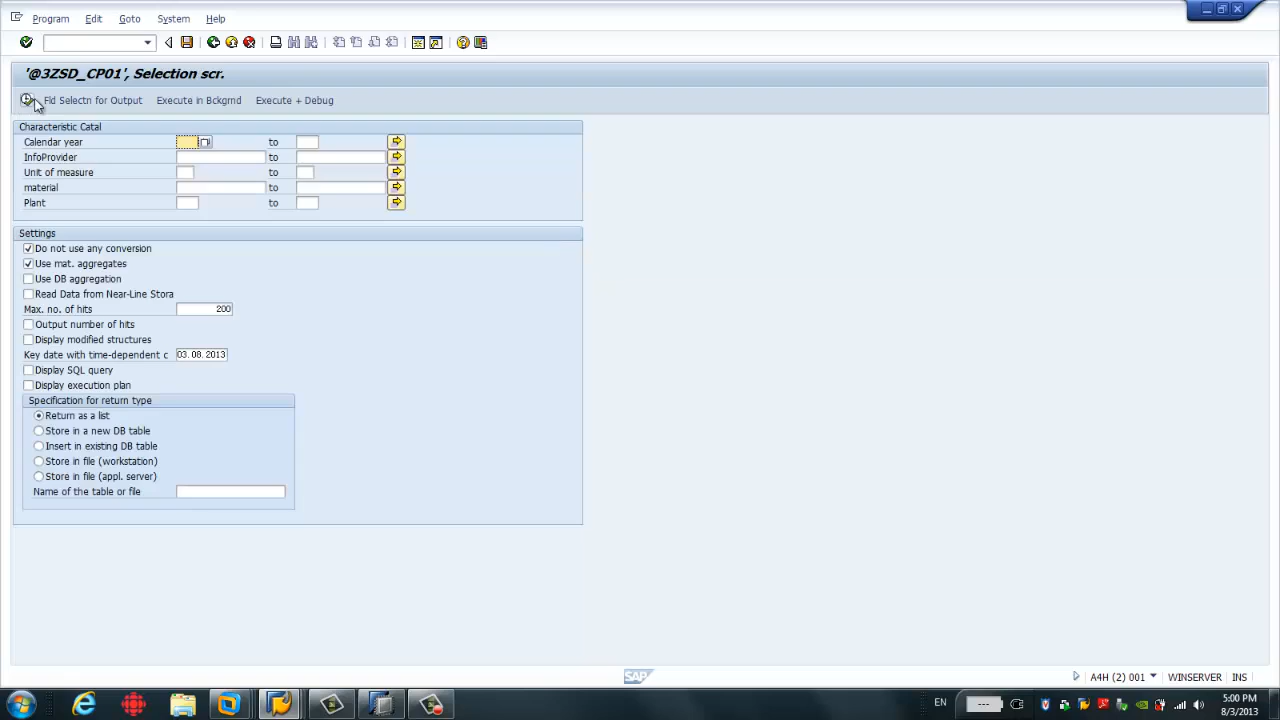 Program Edit Goto System Help
'@3ZSD_CP01', Selection scr.
Fld Selectn for Output Execute in Bckgrnd Execute + Debug
Characteristic Catal
Calendar year to
InfoProvider to
Unit of measure to
material to
Plant to
Settings
Do not use any conversion
Use mat. aggregates
Use DB aggregation
Read Data from Near-Line Stora
Max. no. of hits 200
Output number of hits
Display modified structures
Key date with time-dependent c 03.08.2013
Display SQL query
Display execution plan
Specification for return type
Return as a list
Store in a new DB table
Insert in existing DB table
Store in file (workstation)
Store in file (appl. server)
Name of the table or file
SAP A4H (2) 001 WINSERVER INS
EN --- 5:00 PM
8/3/2013